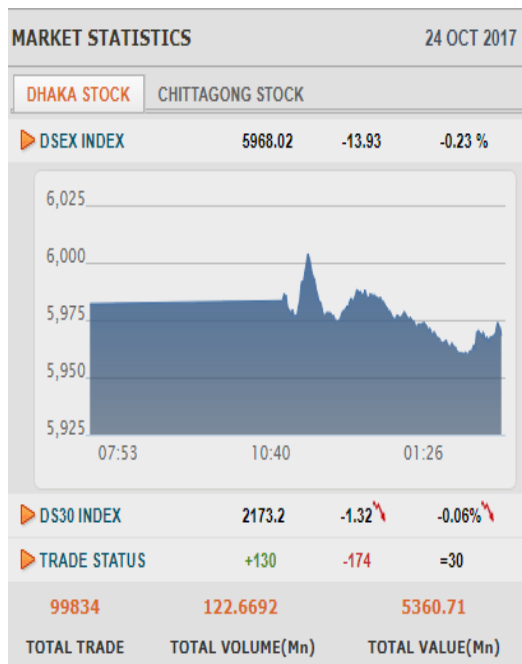 MARKET STATISTICS 24 OCT 2017
DHAKA STOCK CHITTAGONG STOCK
DSEX INDEX 5968.02 -13.93 -0.23 %
6,025
6,000
5,975
5,950
5,925
07:53 10:40 01:26
DS30 INDEX 2173.2 -1.32 -0.06%
TRADE STATUS +130 -174 =30
99834 122.6692 5360.71
TOTAL TRADE TOTAL VOLUME(Mn) TOTAL VALUE(Mn)